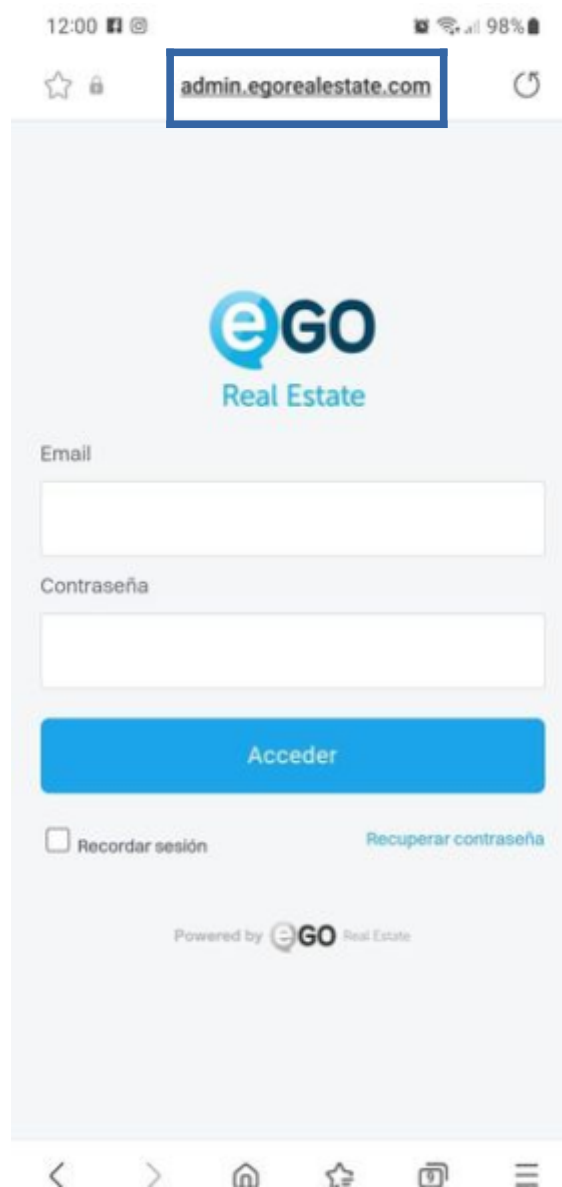 12:00 98%
admin.egorealestate.com
eGO
Real Estate
Email
Contraseña
Acceder
Recordar sesión Recuperar contraseña
Powered by eGO Real Estate
9